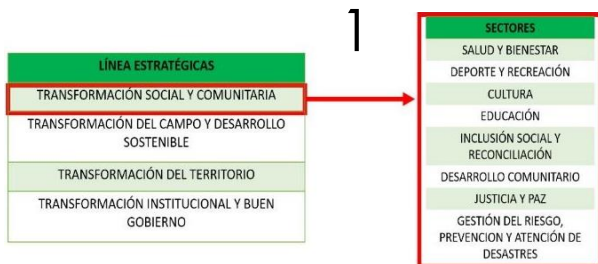 1
LÍNEA ESTRATÉGICAS
TRANSFORMACIÓN SOCIAL Y COMUNITARIA
TRANSFORMACIÓN DEL CAMPO Y DESARROLLO
SOSTENIBLE
TRANSFORMACIÓN DEL TERRITORIO
TRANSFORMACIÓN INSTITUCIONAL Y BUEN
GOBIERNO
SECTORES
SALUD Y BIENESTAR
DEPORTE Y RECREACIÓN
CULTURA
EDUCACIÓN
INCLUSIÓN SOCIAL Y
RECONCILIACIÓN
DESARROLLO COMUNITARIO
JUSTICIA Y PAZ
GESTIÓN DEL RIESGO,
PREVENCION Y ATENCIÓN DE
DESASTRES